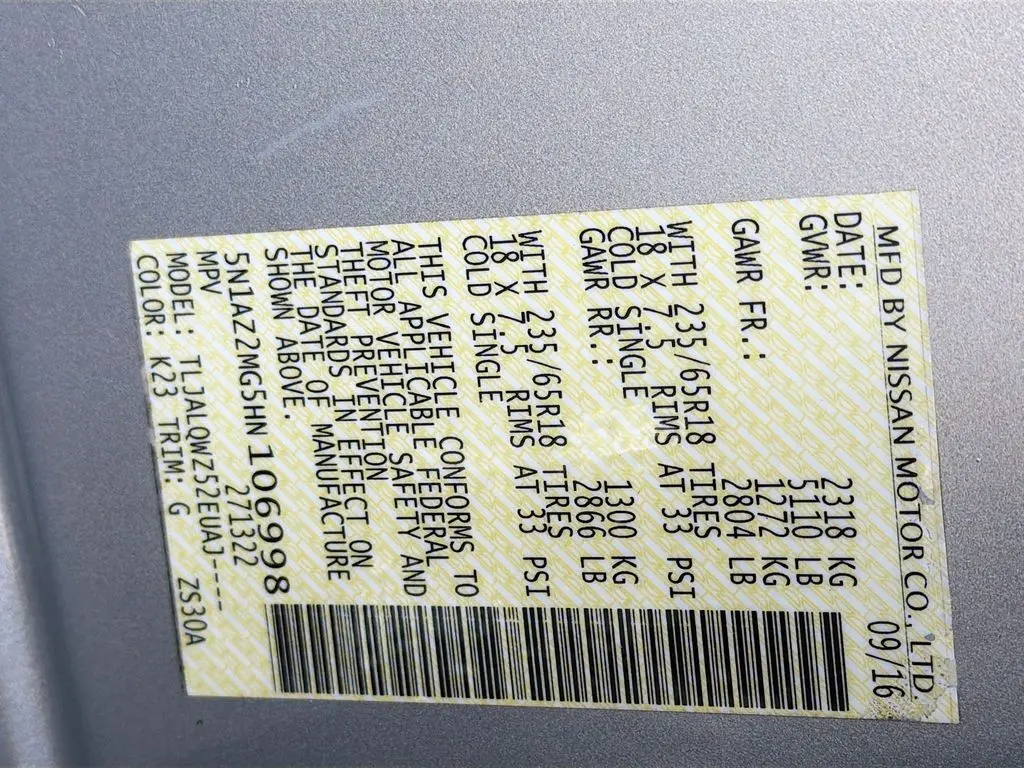 MFD BY NISSAN MOTOR CO., LTD.
DATE: 09/16
GVWR: 2318 KG
5110 LB
GAWR FR.: 1272 KG
2804 LB
WITH 235/65R18 TIRES
18 X 7.5 RIMS AT 33 PSI
COLD SINGLE
GAWR RR.: 1300 KG
2866 LB
WITH 235/65R18 TIRES
18 X 7.5 RIMS AT 33 PSI
COLD SINGLE
THIS VEHICLE CONFORMS TO
ALL APPLICABLE FEDERAL
MOTOR VEHICLE SAFETY AND
THEFT PREVENTION
STANDARDS IN EFFECT ON
THE DATE OF MANUFACTURE
SHOWN ABOVE.
5N1AZ2MG5HN106998
MPV 271322
MODEL: TLJALQWZ52EUAJ----
COLOR: K23 TRIM: G ZS30A